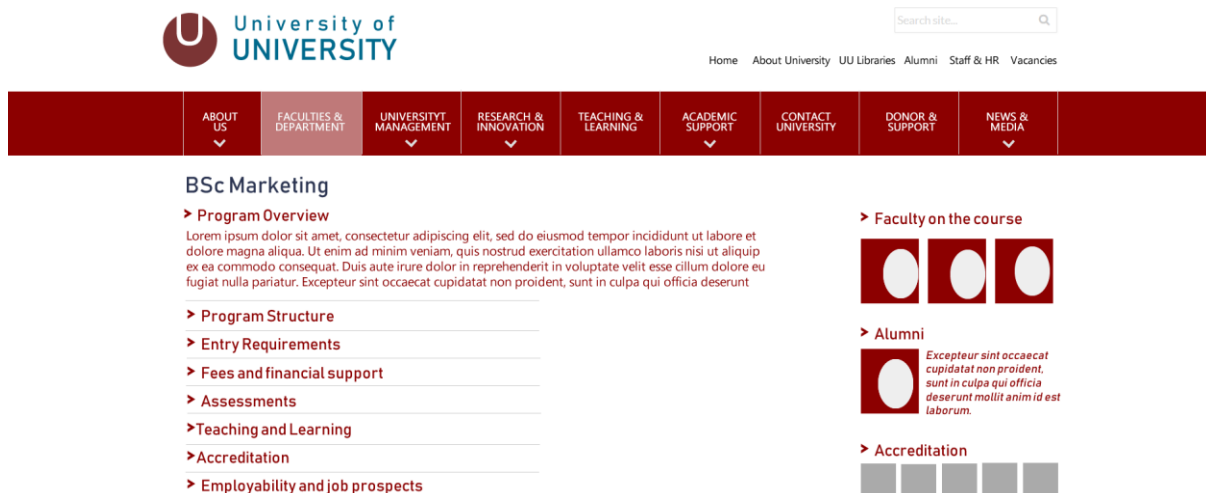 University of
UNIVERSITY
Search site...
Home About University UU Libraries Alumni Staff & HR Vacancies
ABOUT
US
FACULTIES &
DEPARTMENT
UNIVERSITYT
MANAGEMENT
RESEARCH &
INNOVATION
TEACHING &
LEARNING
ACADEMIC
SUPPORT
CONTACT
UNIVERSITY
DONOR &
SUPPORT
NEWS &
MEDIA
BSc Marketing
> Program Overview
Lorem ipsum dolor sit amet, consectetur adipiscing elit, sed do eiusmod tempor incididunt ut labore et
dolore magna aliqua. Ut enim ad minim veniam, quis nostrud exercitation ullamco laboris nisi ut aliquip
ex ea commodo consequat. Duis aute irure dolor in reprehenderit in voluptate velit esse cillum dolore eu
fugiat nulla pariatur. Excepteur sint occaecat cupidatat non proident, sunt in culpa qui officia deserunt
> Program Structure
> Entry Requirements
> Fees and financial support
> Assessments
>Teaching and Learning
>Accreditation
> Employability and job prospects
> Faculty on the course
> Alumni
Excepteur sint occaecat
cupidatat non proident,
sunt in culpa qui officia
deserunt mollit anim id est
laborum.
> Accreditation